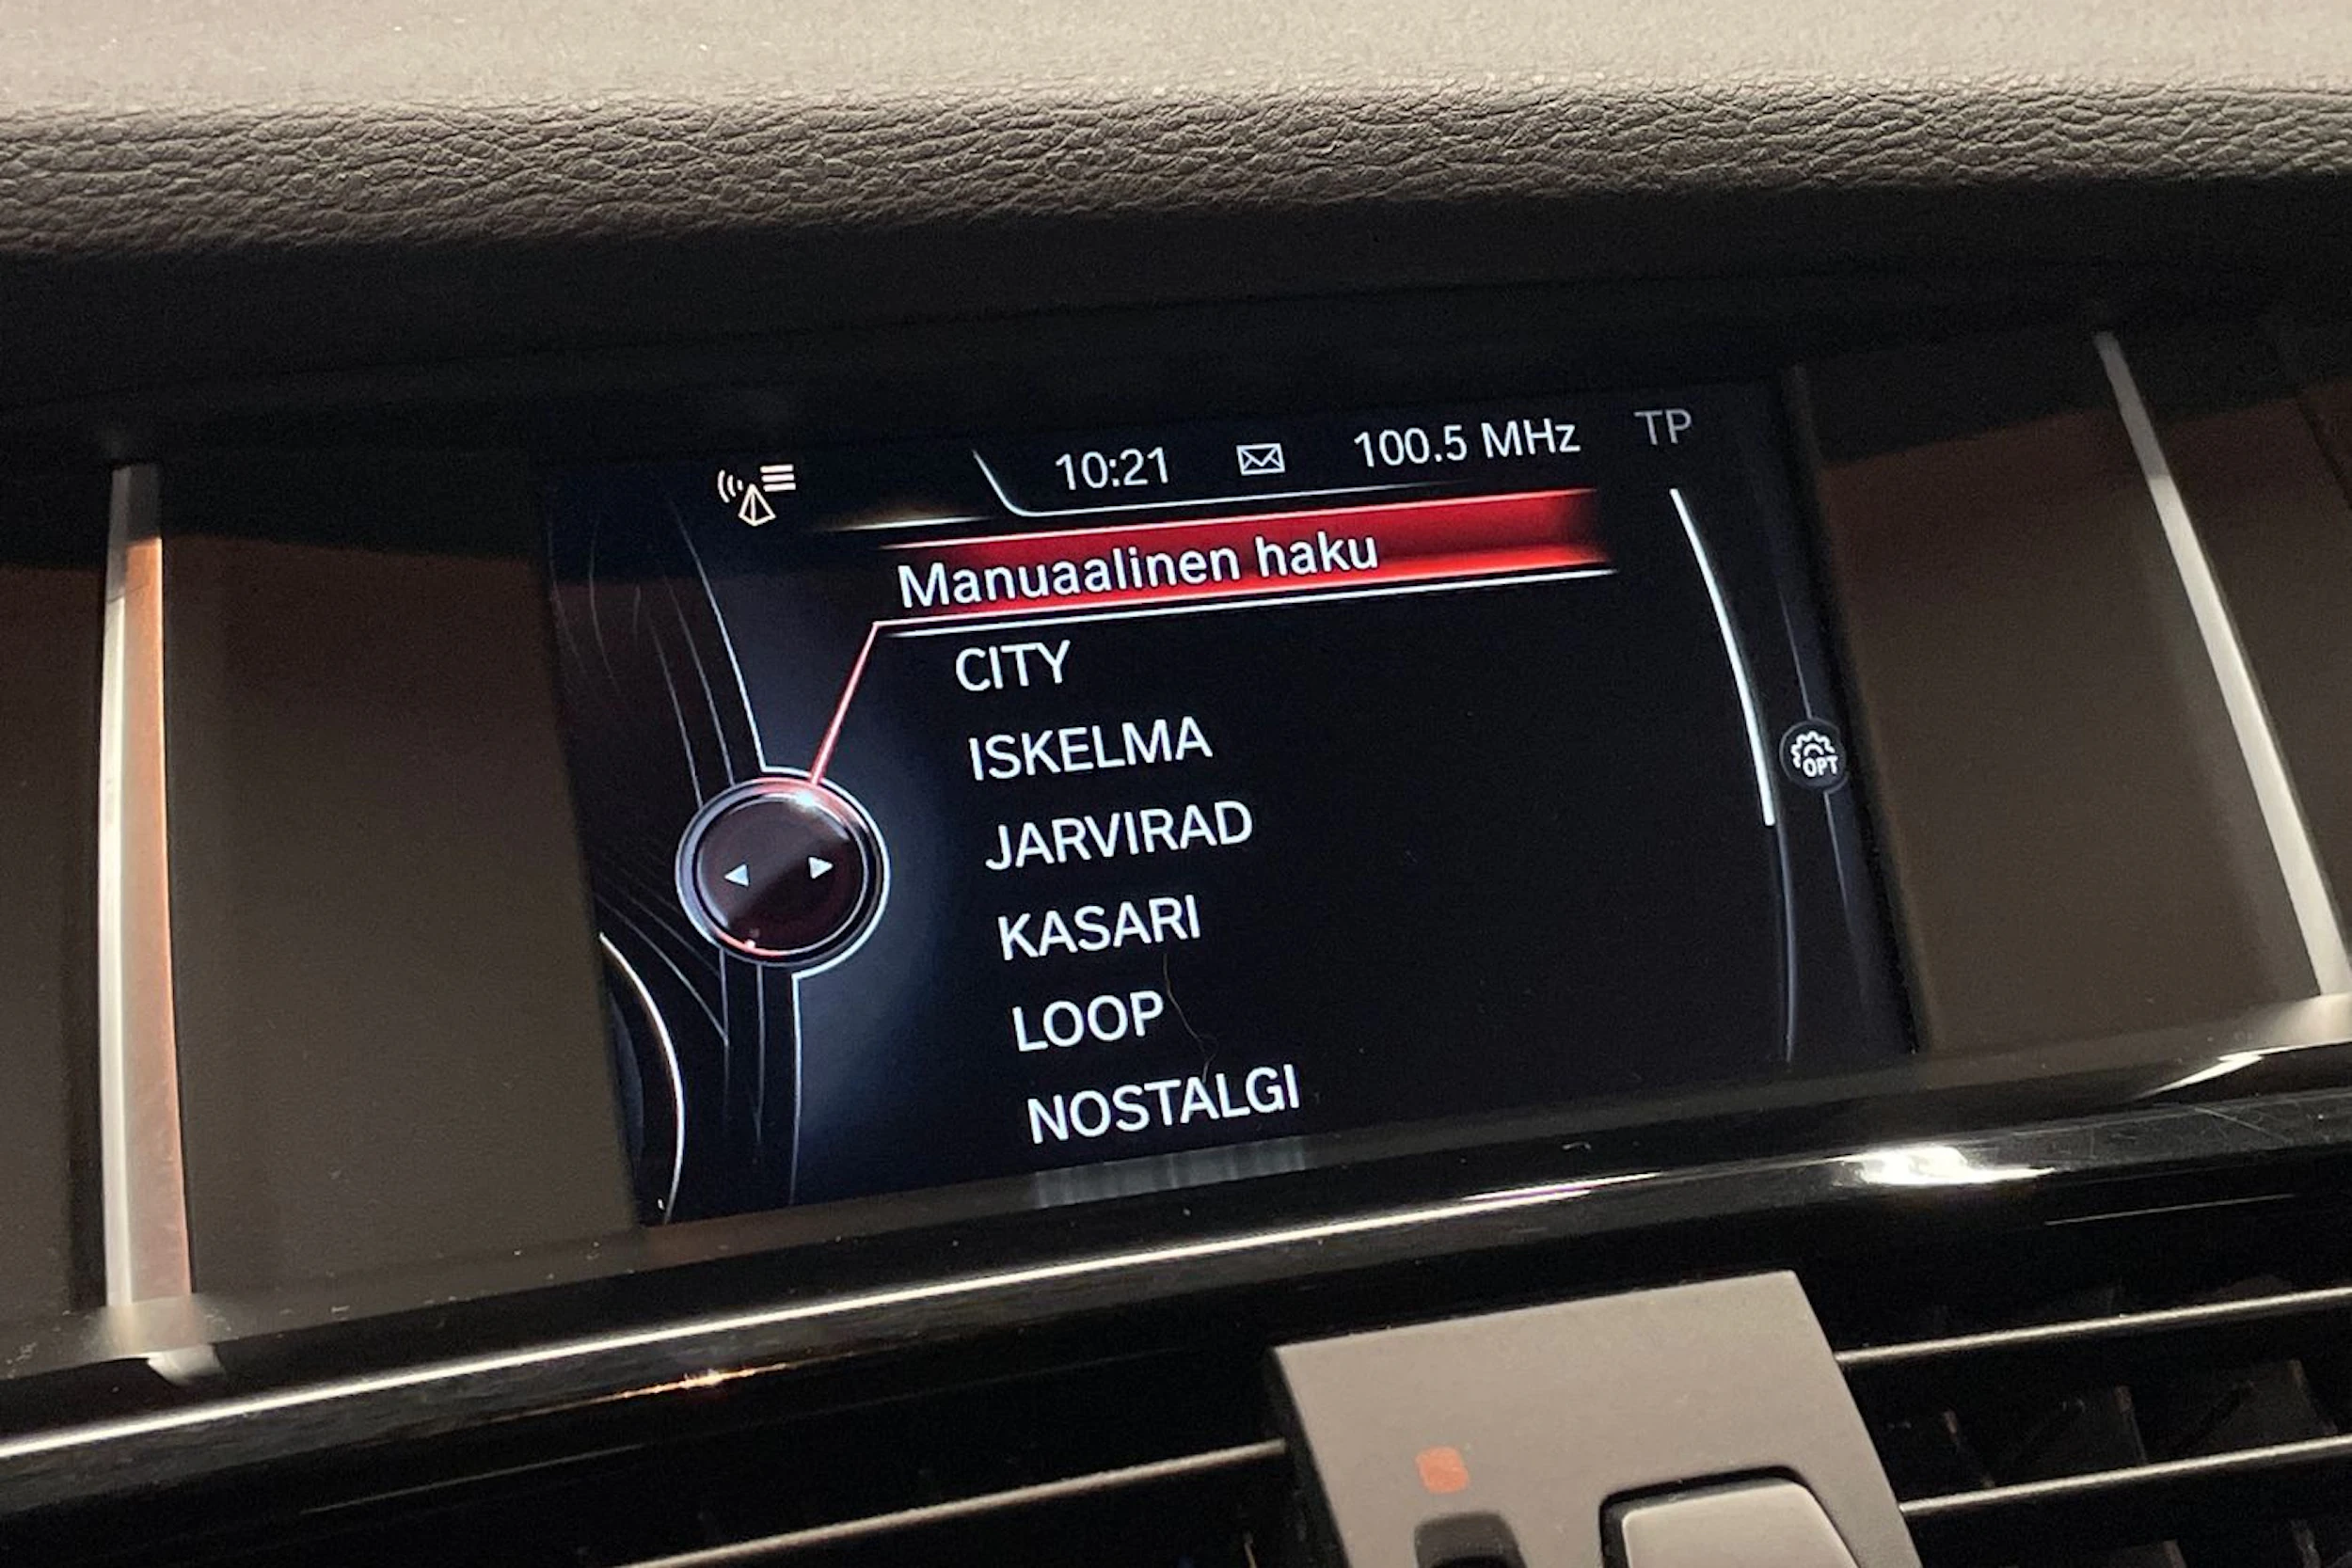 10:21 100.5 MHz TP
Manuaalinen haku
CITY
ISKELMA
JARVIRAD
KASARI
LOOP
NOSTALGI
OPT